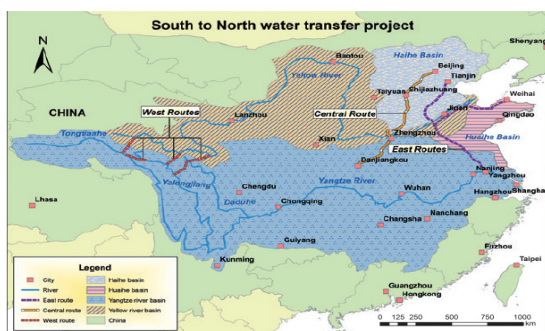 South to North water transfer project
N
Haihe Basin
Shenyang
Baotou
Beijing
Tianjin
Yellow River
Shijiazhuang
Taiyuan
Weihai
CHINA
West Routes
Lanzhou
Central Route
Jinan
Qingdao
Zhengzhou
Huaihe Basin
Tongtianhe
Xian
East Routes
Danjiangkou
Nanjing
Yalongjiang
Yangtze River
Yangzhou
Lhasa
Chengdu
Daduhe
Wuhan
Shangha
Hangzhou
Chongqing
Changsha
Nanchang
Guiyang
Kunming
Fuzhou
Taipei
Guangzhou
Hongkong
Legend
City
River
East route
Central route
West route
Haihe basin
Huaihe basin
Yangtze river basin
Yellow river basin
China
0 125 250 500 750 1000
km